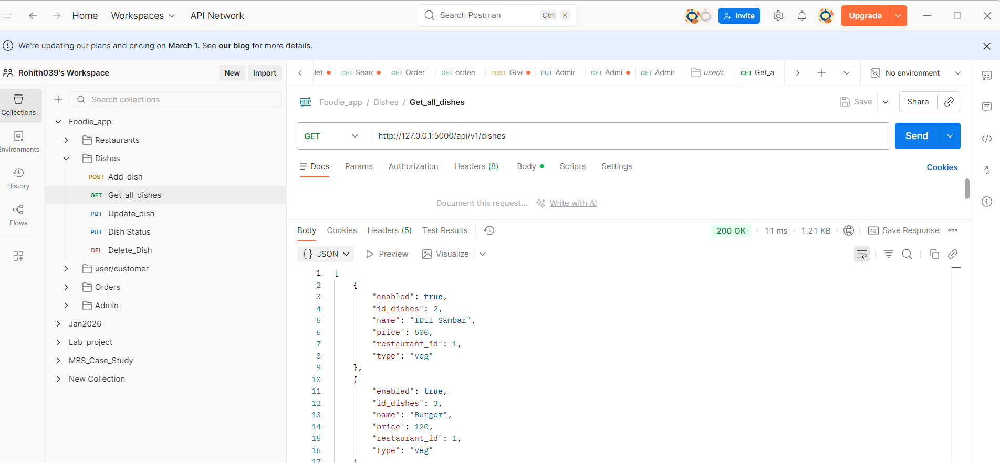 Home Workspaces API Network Search Postman Ctrl K Invite Upgrade
We're updating our plans and pricing on March 1. See our blog for more details.
Rohith039's Workspace New Import
elet GET Searc GET Order GET orders POST Give PUT Admin GET Admi GET Admin user/c GET Get_a No environment
Collections
Environments
History
Flows
Search collections
Foodie_app
Restaurants
Dishes
POST Add_dish
GET Get_all_dishes
PUT Update_dish
PUT Dish Status
DEL Delete_Dish
user/customer
Orders
Admin
Jan2026
Lab_project
MBS_Case_Study
New Collection
HTTP Foodie_app / Dishes / Get_all_dishes Save Share
GET http://127.0.0.1:5000/api/v1/dishes Send
Docs Params Authorization Headers (8) Body Scripts Settings Cookies
Document this request... Write with AI
Body Cookies Headers (5) Test Results 200 OK 11 ms 1.21 KB e.g. Save Response
{} JSON Preview Visualize
1 [
2 {
3 "enabled": true,
4 "id_dishes": 2,
5 "name": "IDLI Sambar",
6 "price": 500,
7 "restaurant_id": 1,
8 "type": "veg"
9 },
10 {
11 "enabled": true,
12 "id_dishes": 3,
13 "name": "Burger",
14 "price": 120,
15 "restaurant_id": 1,
16 "type": "veg"
17 }